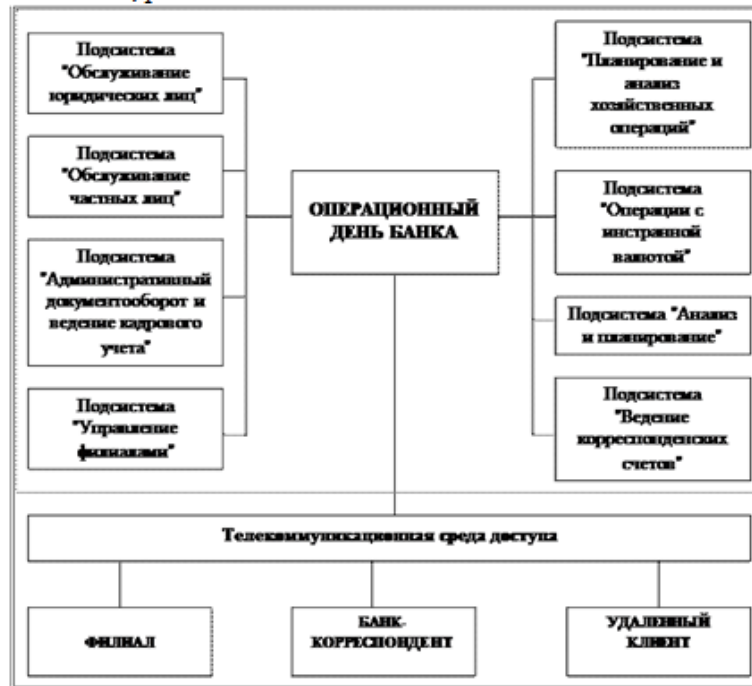 Подсистема
"Обслуживание
юридических лиц"
Подсистема
"Обслуживание
частных лиц"
Подсистема
"Административный
документооборот и
ведение кадрового
учета"
Подсистема
"Управление
филиалами"
ОПЕРАЦИОННЫЙ
ДЕНЬ БАНКА
Подсистема
"Планирование и
анализ
хозяйственных
операций"
Подсистема
"Операции с
инстранной
валютой"
Подсистема "Анализ
и планирование"
Подсистема
"Ведение
корреспонденских
счетов"
Телекоммуникационная среда доступа
ФИЛИАЛ
БАНК-
КОРРЕСПОНДЕНТ
УДАЛЕННЫЙ
КЛИЕНТ